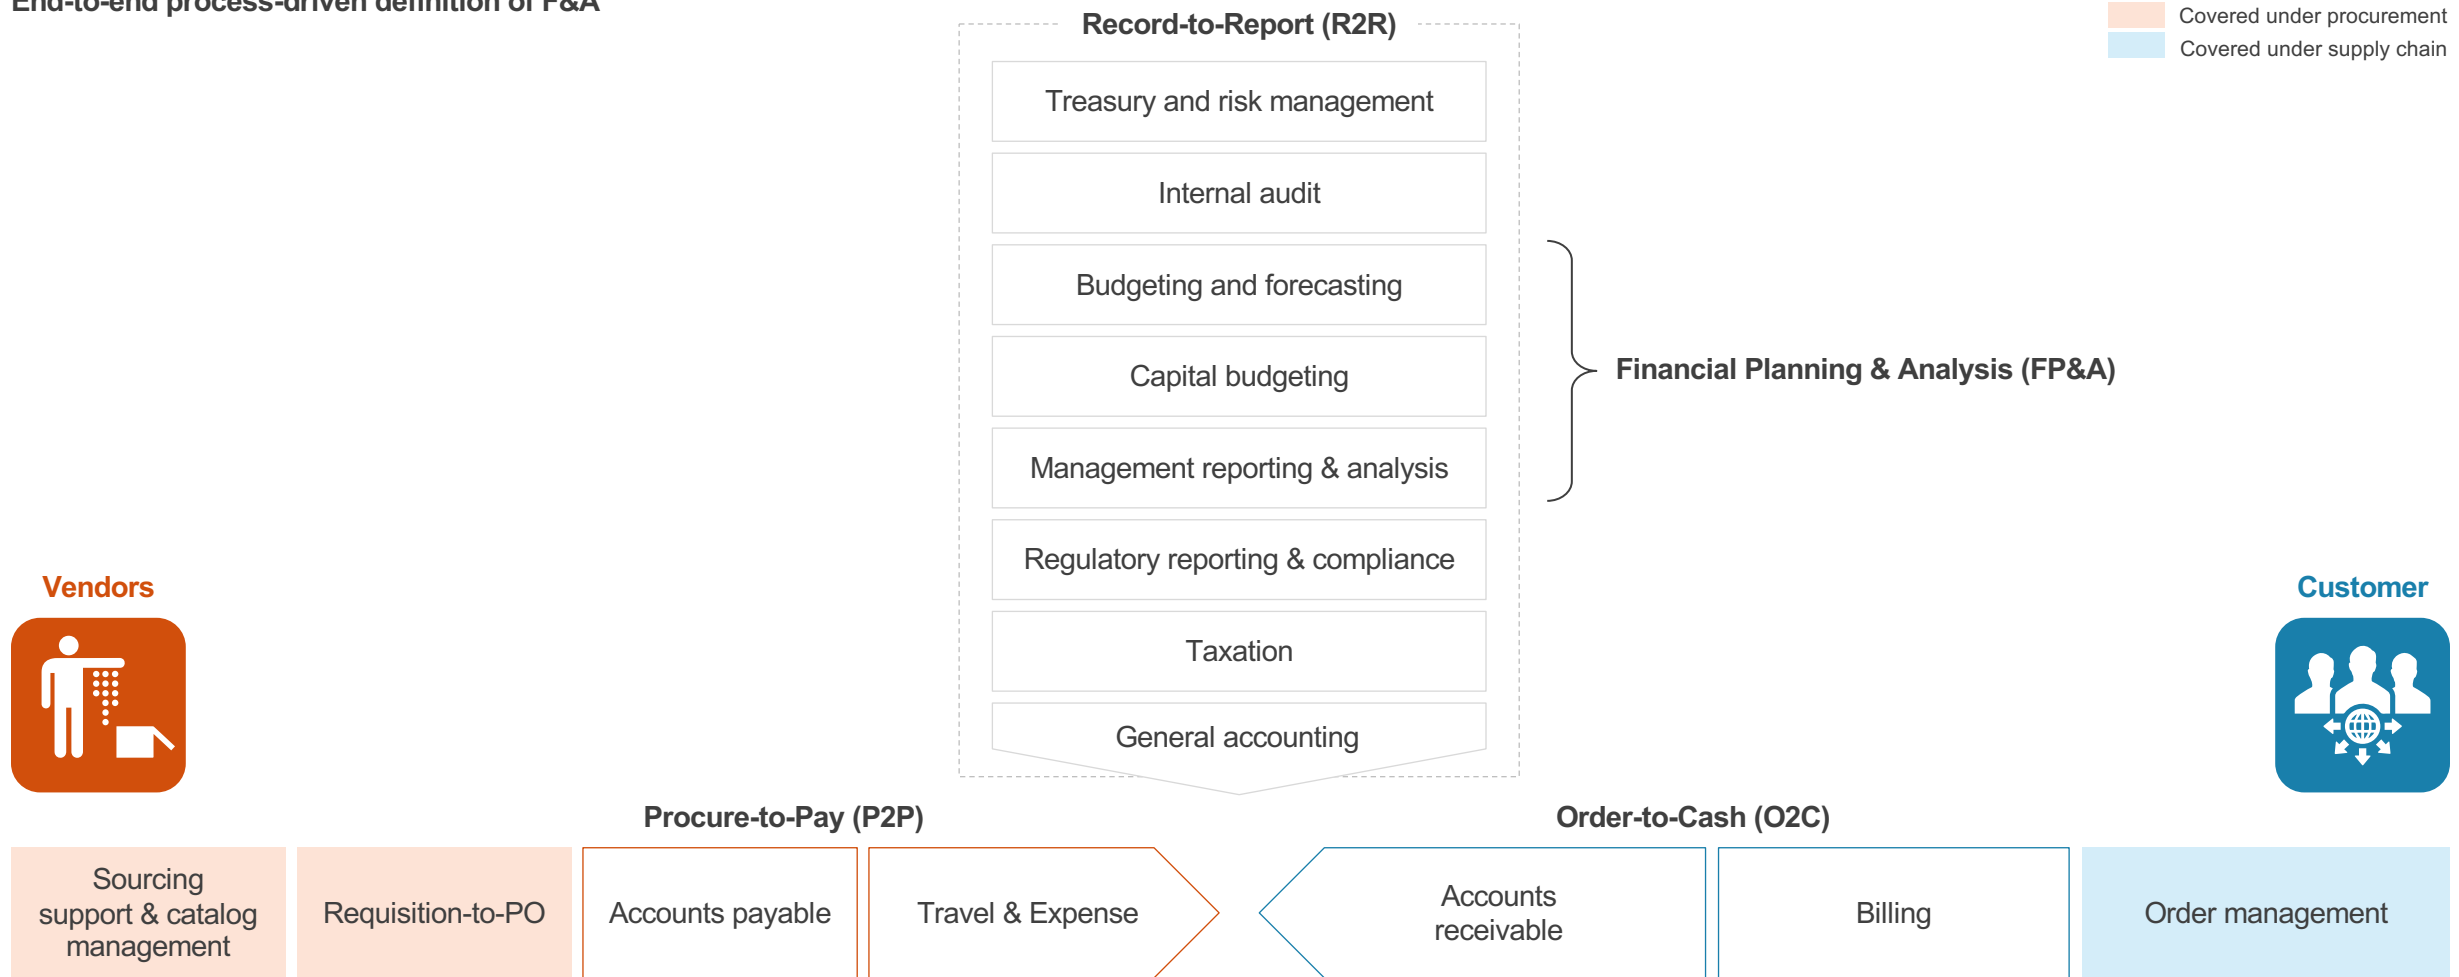 End-to-end process-driven definition of F&A
Covered under procurement
Covered under supply chain
Record-to-Report (R2R)
Treasury and risk management
Internal audit
Budgeting and forecasting
Capital budgeting
Management reporting & analysis
Financial Planning & Analysis (FP&A)
Regulatory reporting & compliance
Taxation
General accounting
Vendors
Customer
Procure-to-Pay (P2P)
Order-to-Cash (O2C)
Sourcing
support & catalog
management
Requisition-to-PO
Accounts payable
Travel & Expense
Accounts
receivable
Billing
Order management